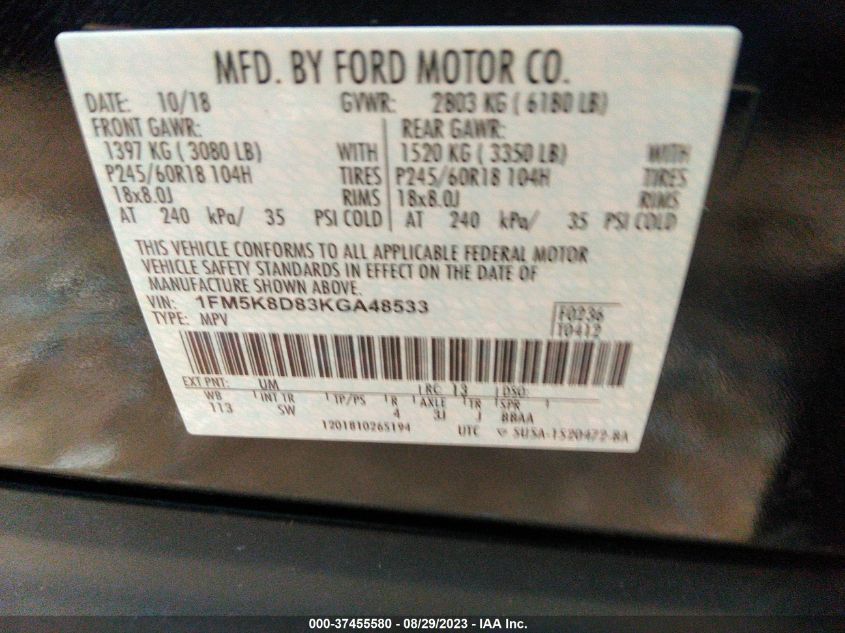 MFD. BY FORD MOTOR CO.
DATE: 10/18 GVWR: 2803 KG ( 6180 LB)
FRONT GAWR: REAR GAWR:
1397 KG ( 3080 LB) WITH 1520 KG ( 3350 LB) WITH
P245/60R18 104H TIRES P245/60R18 104H TIRES
18x8.0J RIMS 18x8.0J RIMS
AT 240 kPa/ 35 PSI COLD AT 240 kPa/ 35 PSI COLD
THIS VEHICLE CONFORMS TO ALL APPLICABLE FEDERAL MOTOR
VEHICLE SAFETY STANDARDS IN EFFECT ON THE DATE OF
MANUFACTURE SHOWN ABOVE.
VIN: 1FM5K8D83KGA48533 F0236
TYPE: MPV T0412
EXT PNT: UM RC: 13 DSO:
WB INT TR TP/PS R AXLE TR SPR
113 SW 4 3J J BBAA
1201810265194 UTC SUSA-1520472-BA
000-37455580 - 08/29/2023 - IAA Inc.